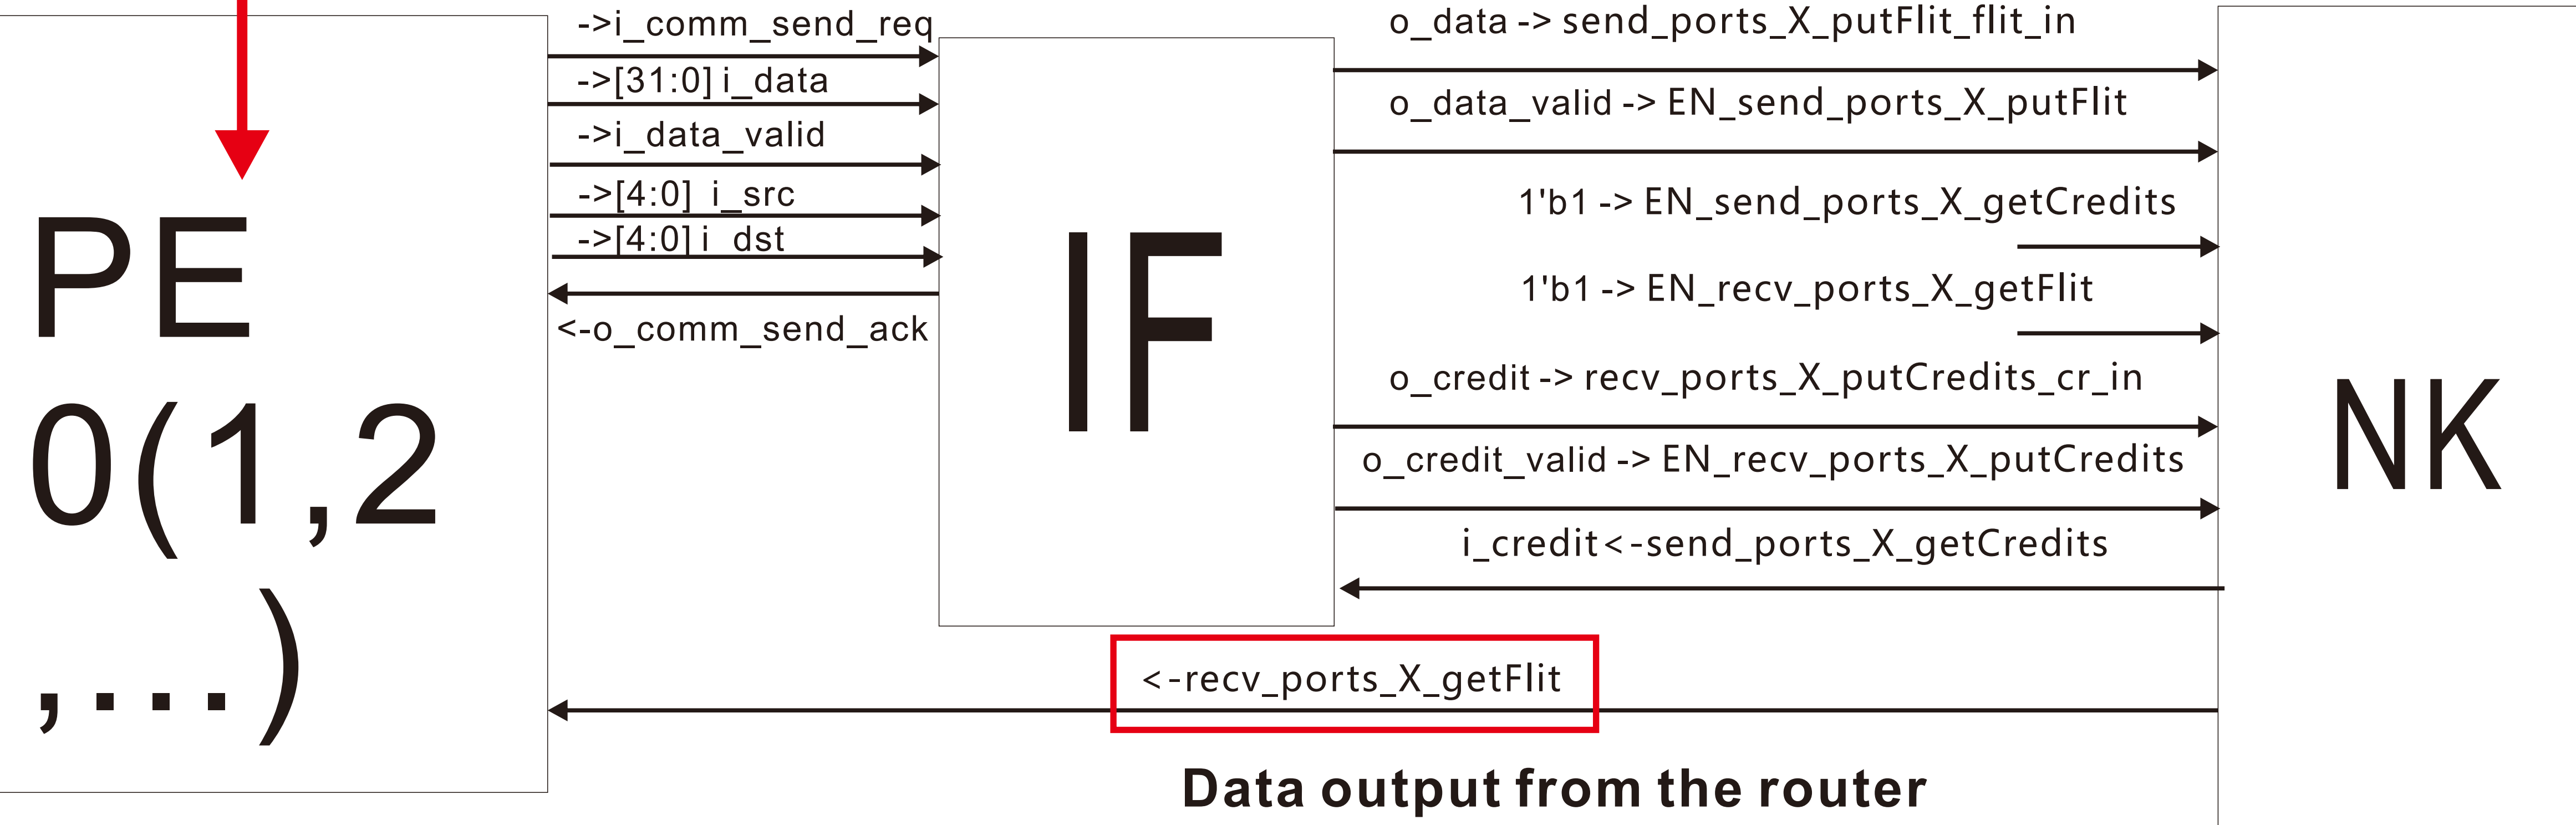 ->i_comm_send_req
->[31:0] i_data
->i_data_valid
->[4:0] i_src
->[4:0] i_dst
<-o_comm_send_ack
PE
0(1,2
,...)
IF
o_data -> send_ports_X_putFlit_flit_in
o_data_valid -> EN_send_ports_X_putFlit
1'b1 -> EN_send_ports_X_getCredits
1'b1 -> EN_recv_ports_X_getFlit
o_credit -> recv_ports_X_putCredits_cr_in
o_credit_valid -> EN_recv_ports_X_putCredits
i_credit<-send_ports_X_getCredits
<-recv_ports_X_getFlit
Data output from the router
NK